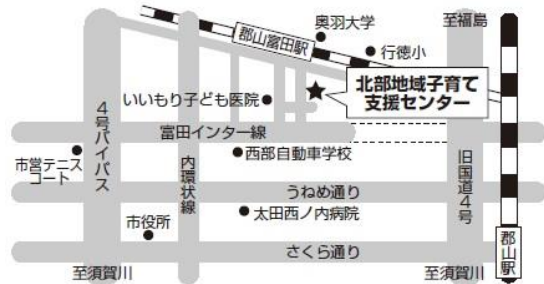 奥羽大学
至福島
郡山富田駅
行徳小
北部地域子育て
支援センター
いいもり子ども医院
4号バイパス
富田インター線
市営テニス
コート
内環状線
西部自動車学校
旧国道4号
うねめ通り
市役所
太田西ノ内病院
さくら通り
郡山駅
至須賀川
至須賀川